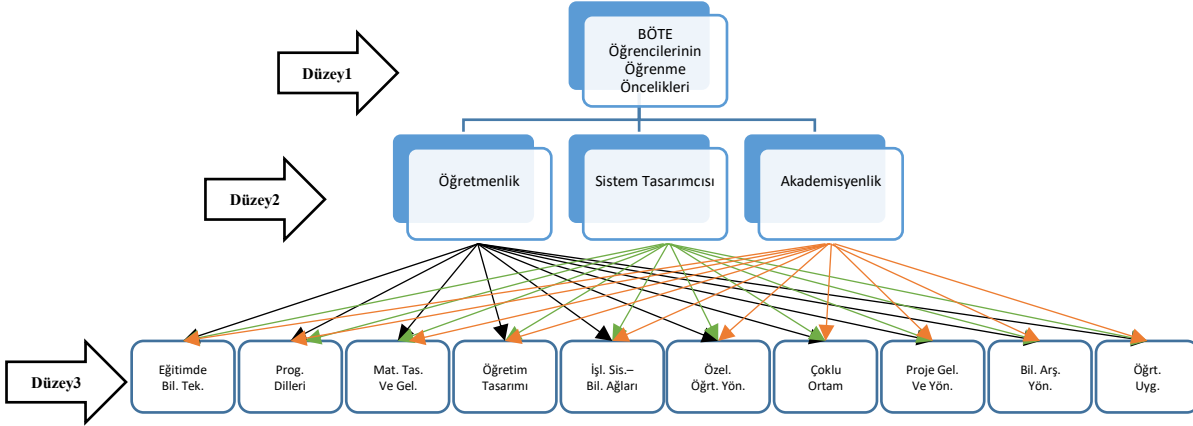 BÖTE
Öğrencilerinin
Öğrenme
Öncelikleri
Düzey1
Öğretmenlik
Sistem Tasarımcısı
Akademisyenlik
Düzey2
Düzey3
Eğitimde
Bil. Tek.
Prog.
Dilleri
Mat. Tas.
Ve Gel.
Öğretim
Tasarımı
İşl. Sis.–
Bil. Ağları
Özel.
Öğrt. Yön.
Çoklu
Ortam
Proje Gel.
Ve Yön.
Bil. Arş.
Yön.
Öğrt.
Uyg.